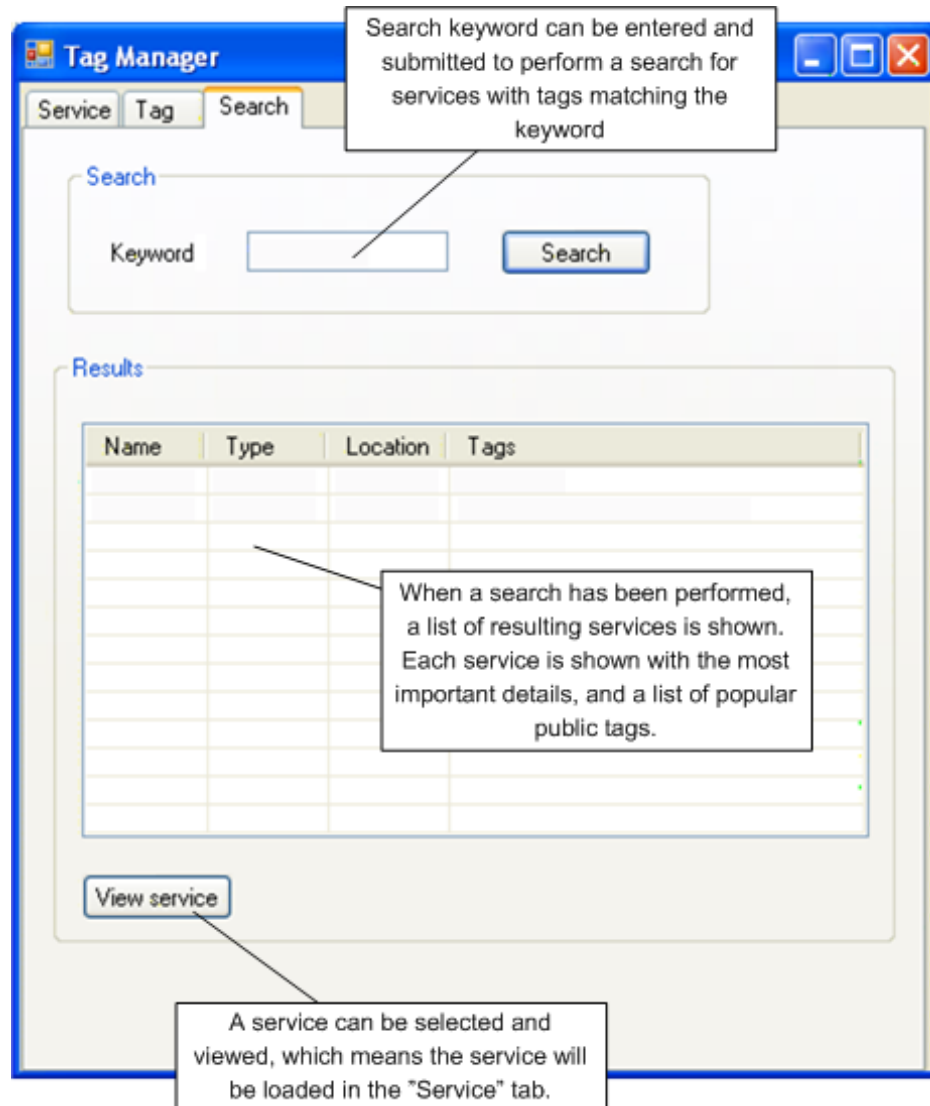 Tag Manager
Search keyword can be entered and
submitted to perform a search for
services with tags matching the
keyword
Service Tag Search
Search
Keyword Search
Results
Name Type Location Tags
When a search has been performed,
a list of resulting services is shown.
Each service is shown with the most
important details, and a list of popular
public tags.
View service
A service can be selected and
viewed, which means the service will
be loaded in the ”Service” tab.